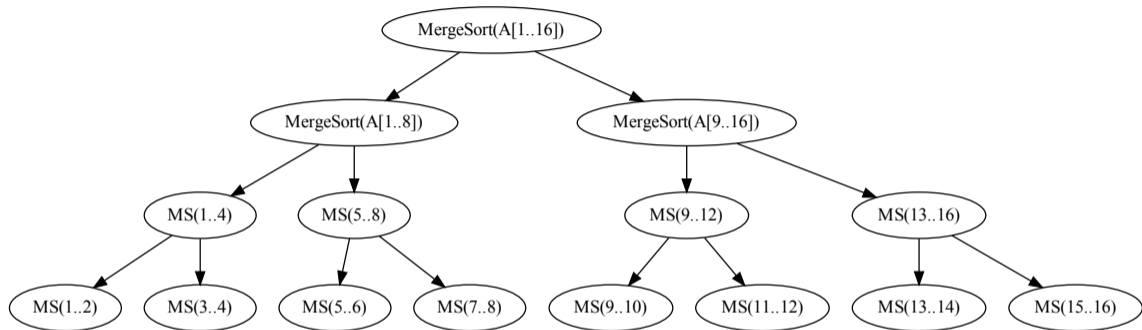 MergeSort(A[1..16])
MergeSort(A[1..8])
MergeSort(A[9..16])
MS(1..4)
MS(5..8)
MS(9..12)
MS(13..16)
MS(1..2)
MS(3..4)
MS(5..6)
MS(7..8)
MS(9..10)
MS(11..12)
MS(13..14)
MS(15..16)